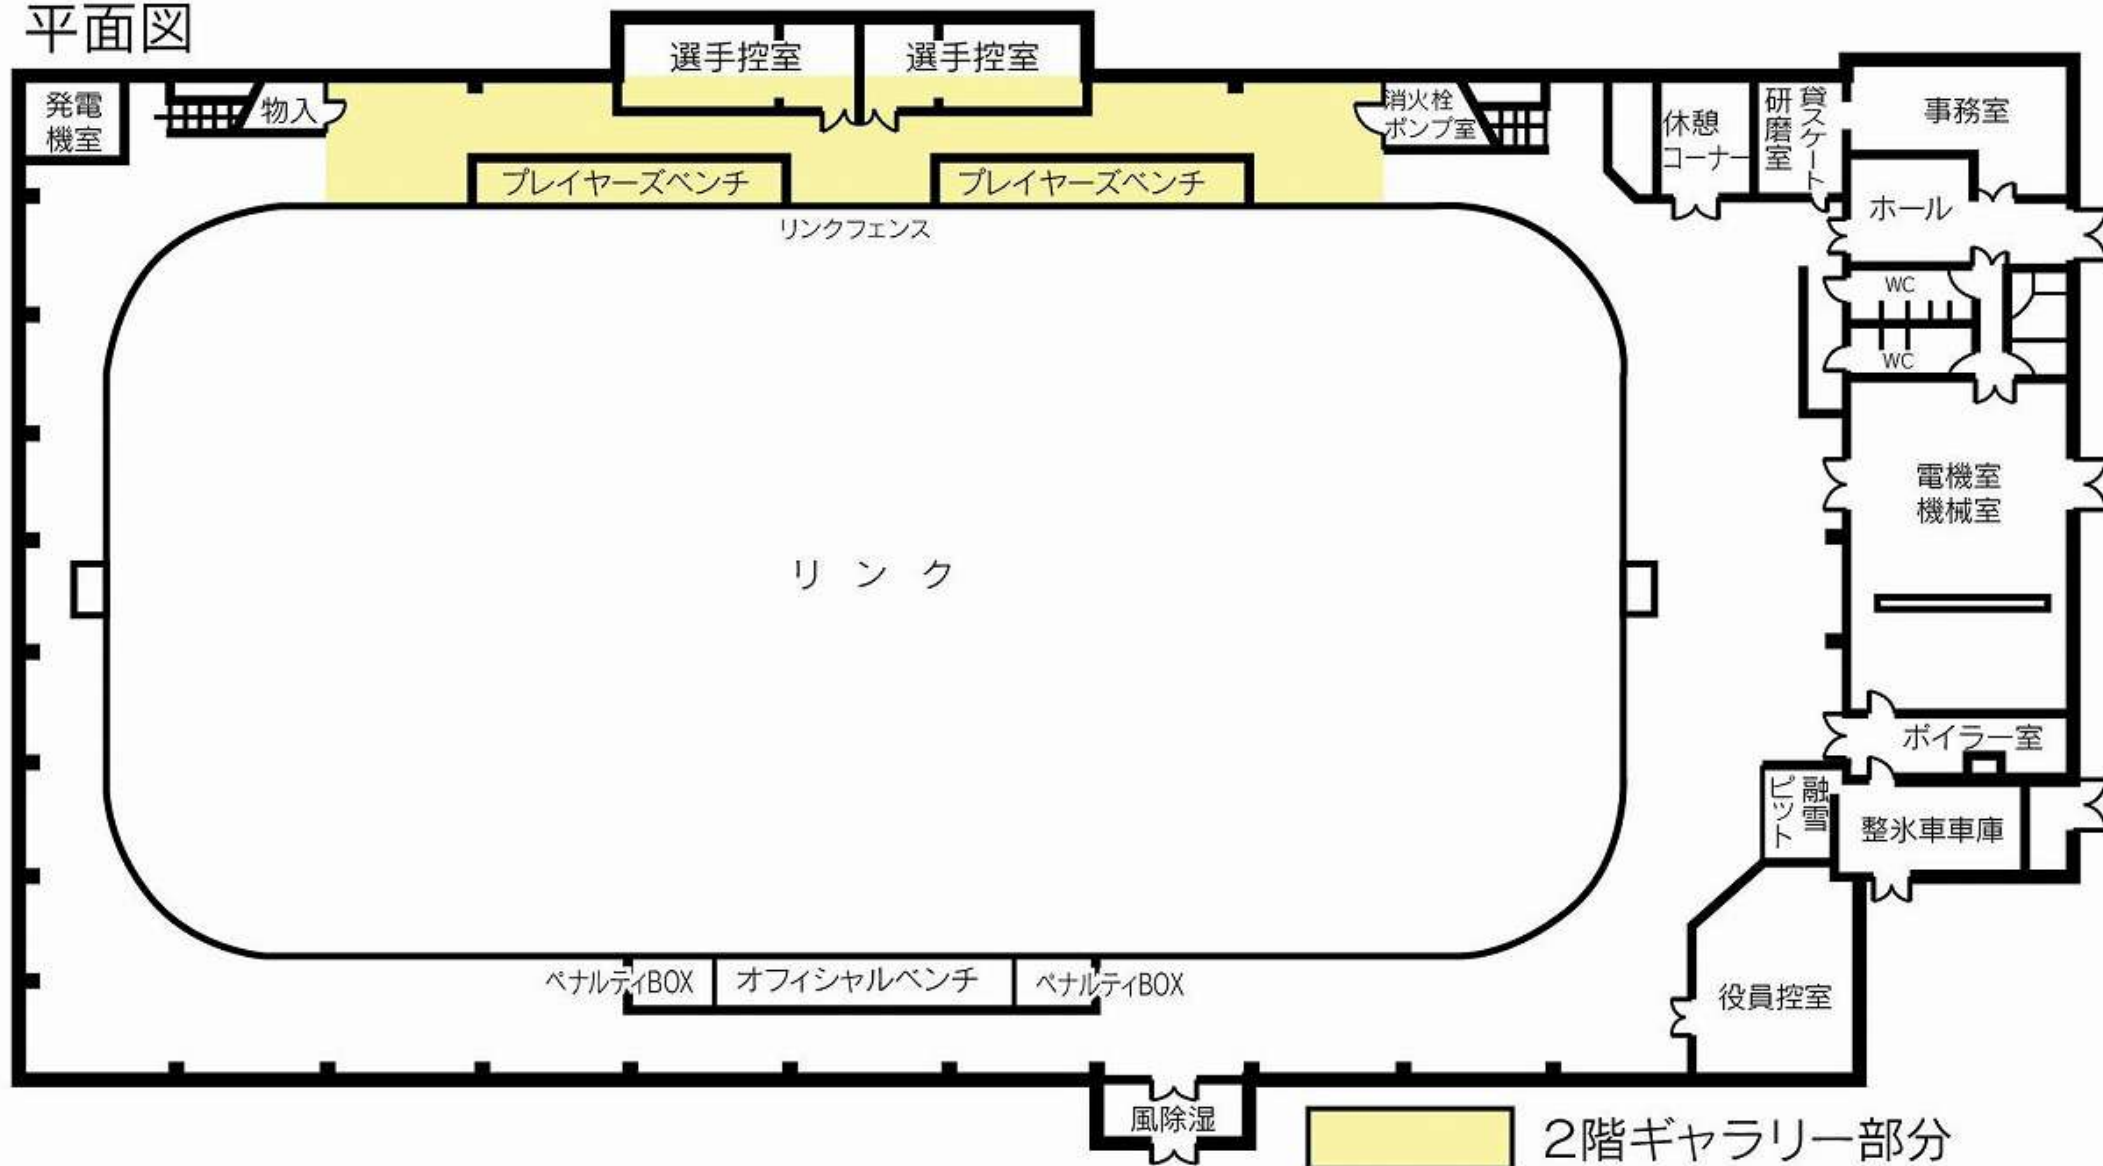 平面図
選手控室
選手控室
発電
機室
物入
消火栓
ポンプ室
休憩
コーナー
研磨室
貸スケート
事務室
プレイヤーズベンチ
プレイヤーズベンチ
ホール
リンクフェンス
WC
WC
電機室
機械室
リンク
ボイラー室
融雪
ピット
整氷車車庫
ペナルティBOX
オフィシャルベンチ
ペナルティBOX
役員控室
風除湿
2階ギャラリー部分